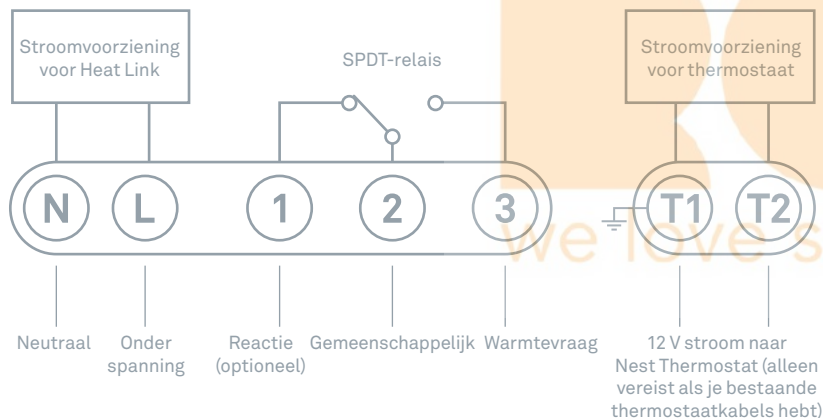 Stroomvoorziening
voor Heat Link
SPDT-relais
Stroomvoorziening
voor thermostaat
N
L
1
2
3
T1
T2
we love s
Neutraal
Onder
spanning
Reactie
(optioneel)
Gemeenschappelijk
Warmtevraag
12 V stroom naar
Nest Thermostat (alleen
vereist als je bestaande
thermostaatkabels hebt)